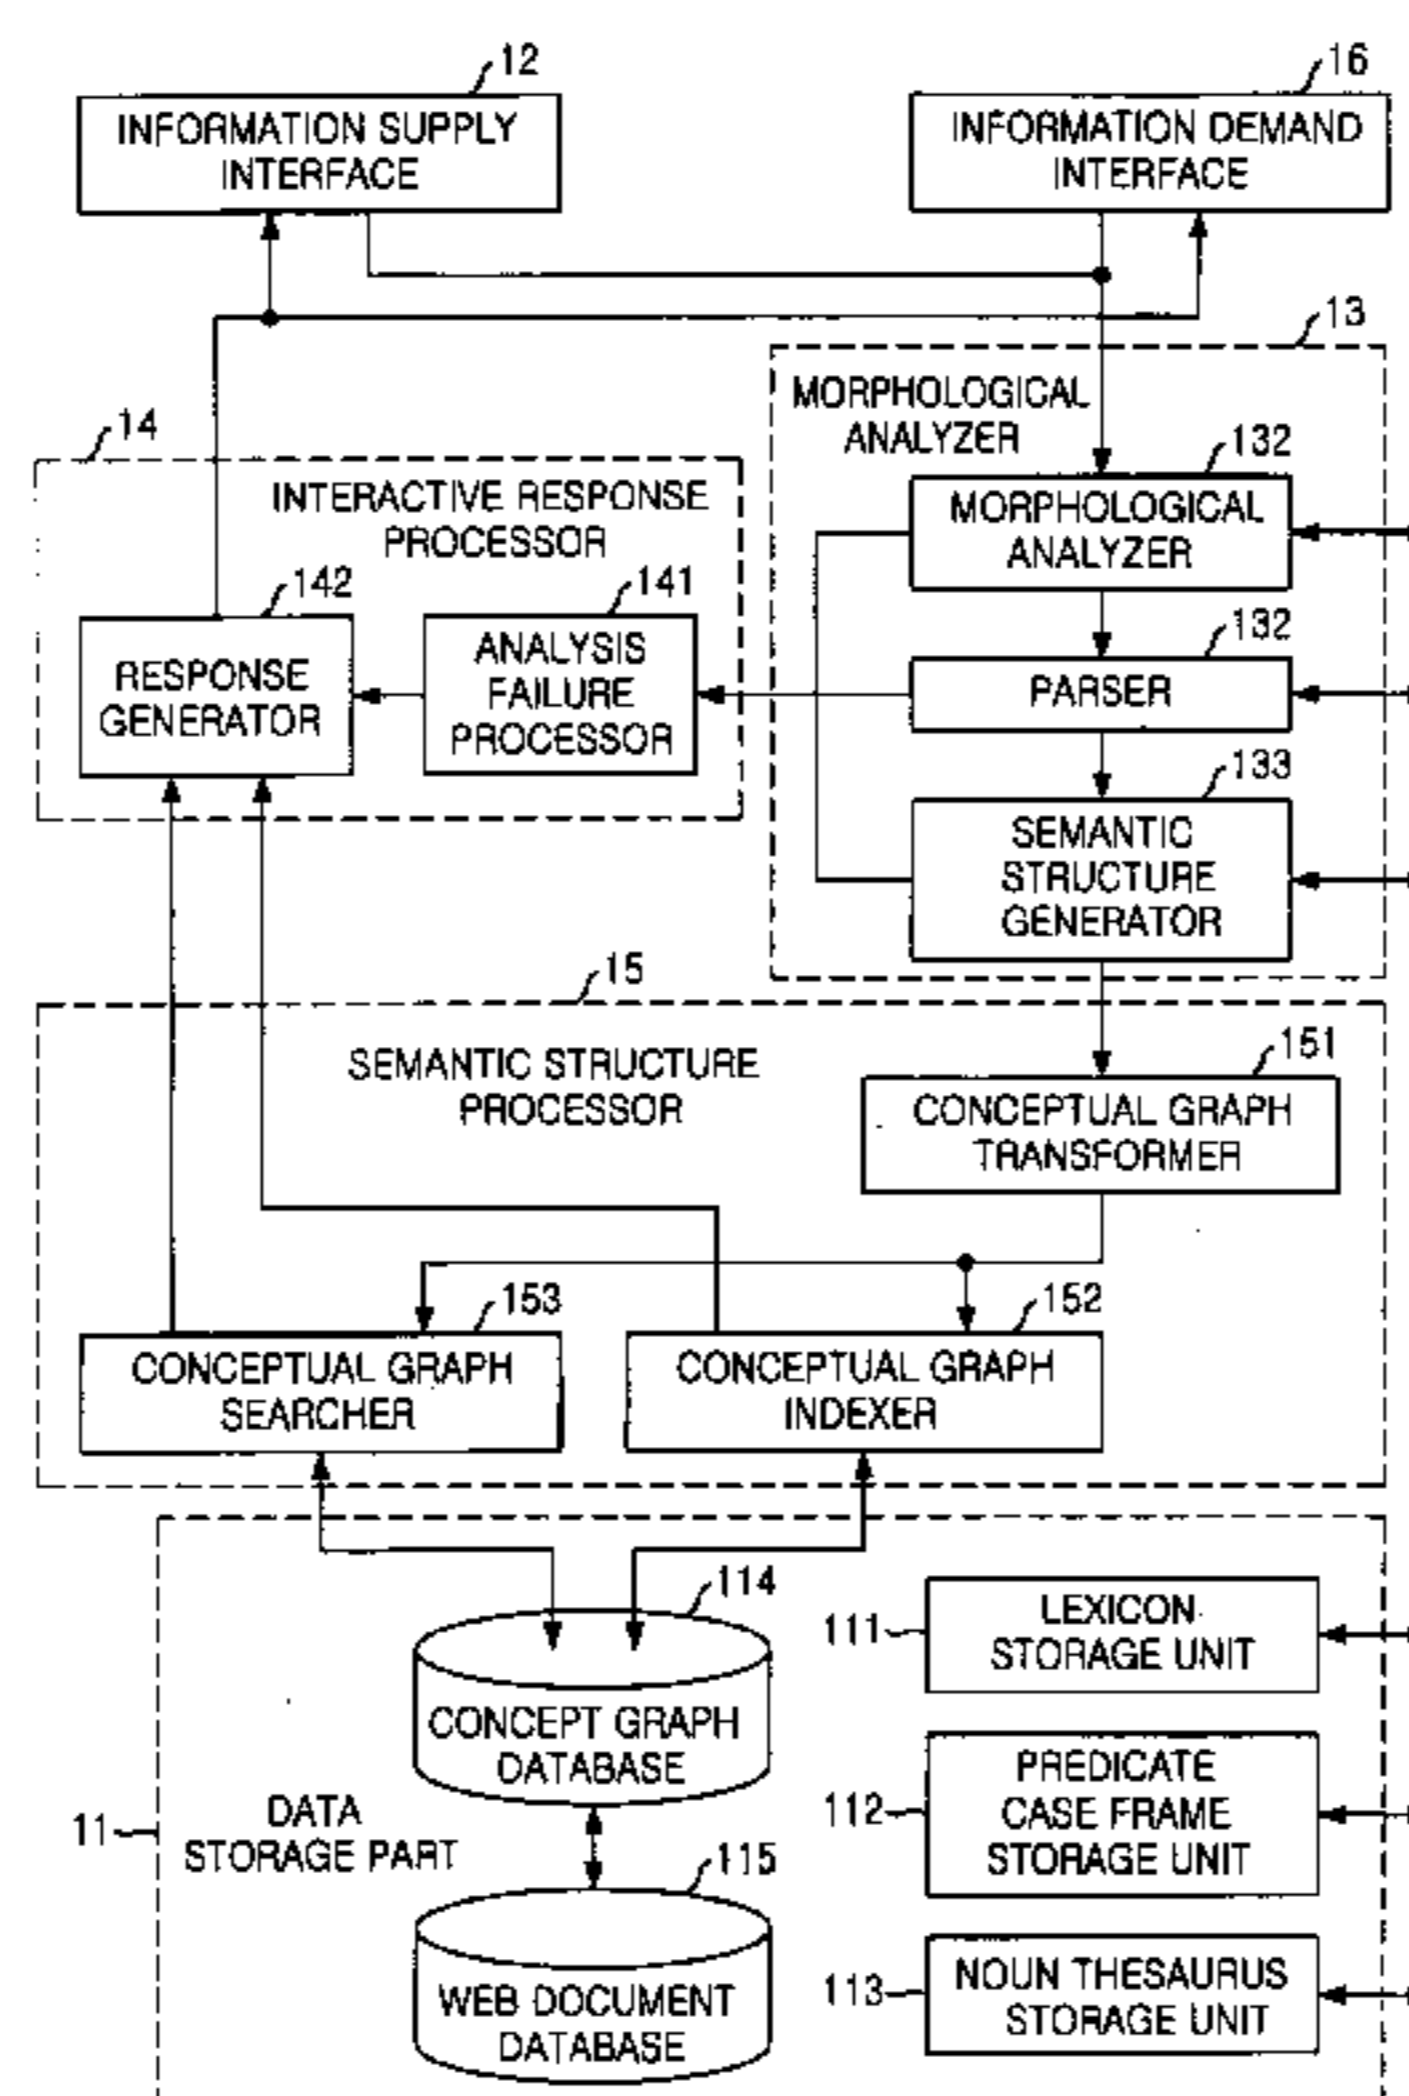 12
INFORMATION SUPPLY
INTERFACE
16
INFORMATION DEMAND
INTERFACE
13
MORPHOLOGICAL
ANALYZER
132
MORPHOLOGICAL
ANALYZER
132
PARSER
133
SEMANTIC
STRUCTURE
GENERATOR
14
INTERACTIVE RESPONSE
PROCESSOR
142
RESPONSE
GENERATOR
141
ANALYSIS
FAILURE
PROCESSOR
15
SEMANTIC STRUCTURE
PROCESSOR
151
CONCEPTUAL GRAPH
TRANSFORMER
153
CONCEPTUAL GRAPH
SEARCHER
152
CONCEPTUAL GRAPH
INDEXER
114
CONCEPT GRAPH
DATABASE
11
DATA
STORAGE PART
115
WEB DOCUMENT
DATABASE
111
LEXICON
STORAGE UNIT
112
PREDICATE
CASE FRAME
STORAGE UNIT
113
NOUN THESAURUS
STORAGE UNIT